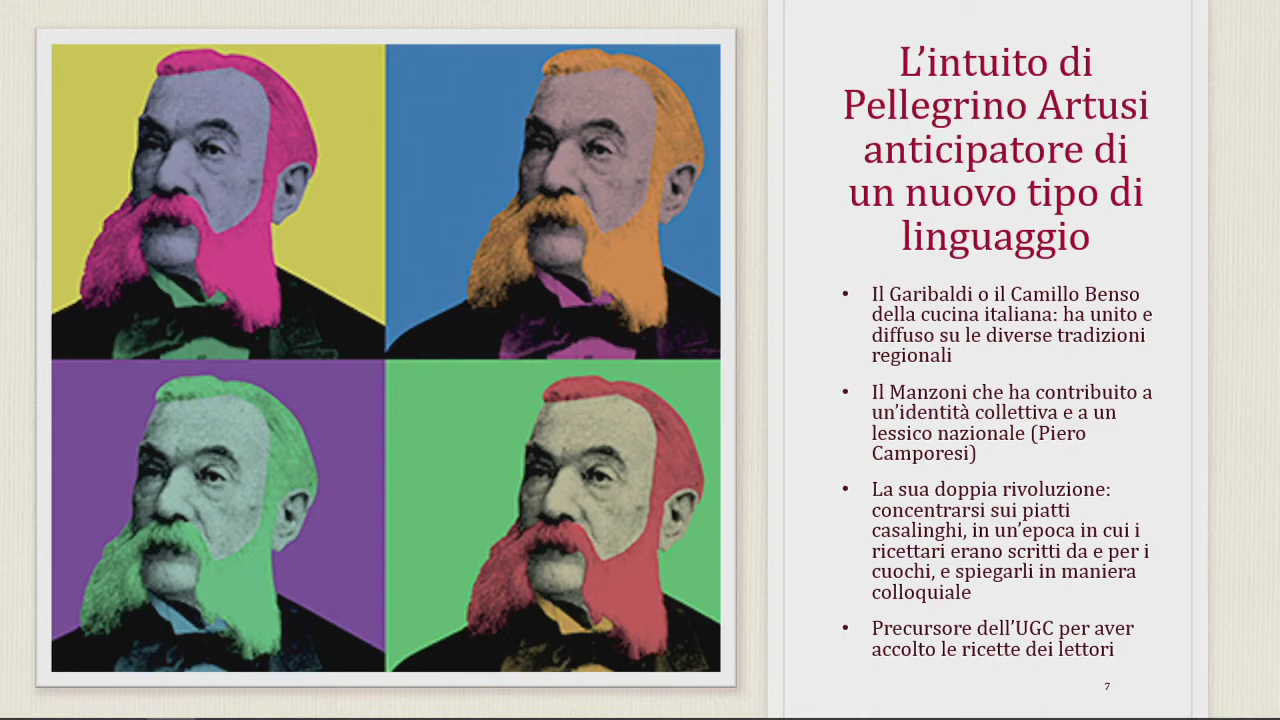 L’intuito di
Pellegrino Artusi
anticipatore di
un nuovo tipo di
linguaggio
• Il Garibaldi o il Camillo Benso
della cucina italiana: ha unito e
diffuso su le diverse tradizioni
regionali
• Il Manzoni che ha contribuito a
un’identità collettiva e a un
lessico nazionale (Piero
Camporesi)
• La sua doppia rivoluzione:
concentrarsi sui piatti
casalinghi, in un’epoca in cui i
ricettari erano scritti da e per i
cuochi, e spiegarli in maniera
colloquiale
• Precursore dell’UGC per aver
accolto le ricette dei lettori
7